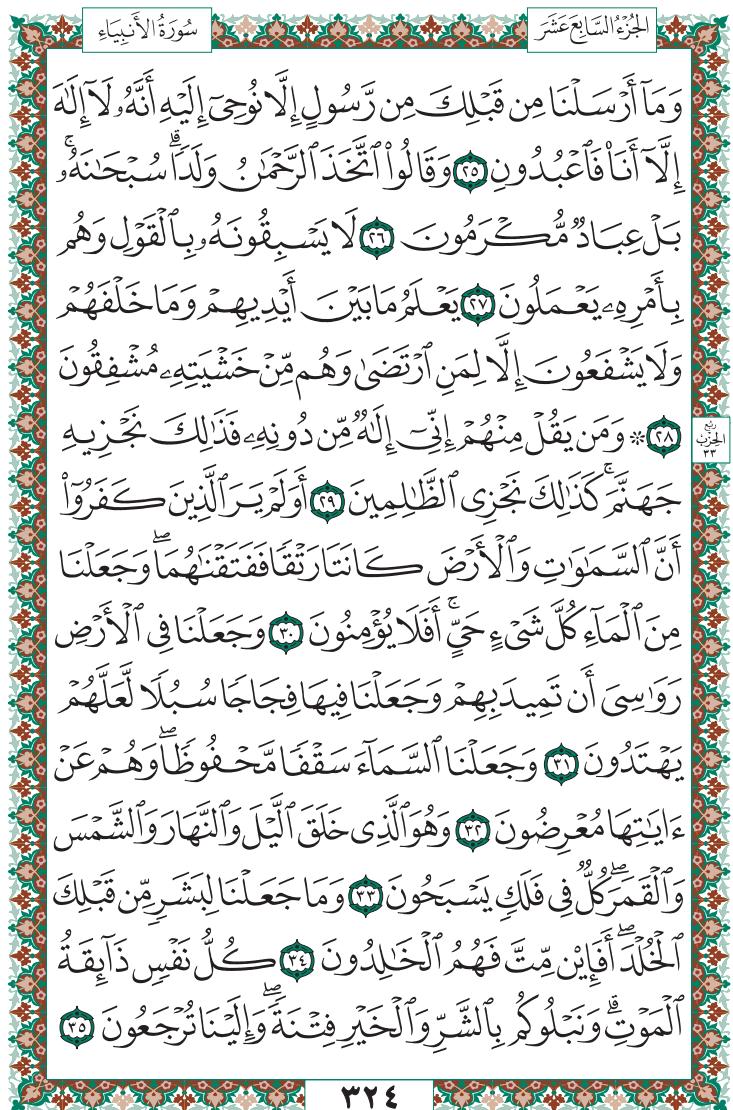 سُورَةُ الأَنبِيَاءِ
الجُزْءُ السَّابِعَ عَشَرَ
وَمَآ أَرۡسَلۡنَا مِن قَبۡلِكَ مِن رَّسُولٍ إِلَّا نُوحِيٓ إِلَيۡهِ أَنَّهُۥ لَآ إِلَٰهَ
إِلَّآ أَنَا۠ فَٱعۡبُدُونِ ٢٥ وَقَالُواْ ٱتَّخَذَ ٱلرَّحۡمَٰنُ وَلَدٗاۗ سُبۡحَٰنَهُۥۚ
بَلۡ عِبَادٞ مُّكۡرَمُونَ ٢٦ لَا يَسۡبِقُونَهُۥ بِٱلۡقَوۡلِ وَهُم
بِأَمۡرِهِۦ يَعۡمَلُونَ ٢٧ يَعۡلَمُ مَا بَيۡنَ أَيۡدِيهِمۡ وَمَا خَلۡفَهُمۡ
وَلَا يَشۡفَعُونَ إِلَّا لِمَنِ ٱرۡتَضَىٰ وَهُم مِّنۡ خَشۡيَتِهِۦ مُشۡفِقُونَ
٢٨ ۞ وَمَن يَقُلۡ مِنۡهُمۡ إِنِّيٓ إِلَٰهٞ مِّن دُونِهِۦ فَذَٰلِكَ نَجۡزِيهِ
جَهَنَّمَۚ كَذَٰلِكَ نَجۡزِي ٱلظَّٰلِمِينَ ٢٩ أَوَلَمۡ يَرَ ٱلَّذِينَ كَفَرُوٓاْ
أَنَّ ٱلسَّمَٰوَٰتِ وَٱلۡأَرۡضَ كَانَتَا رَتۡقٗا فَفَتَقۡنَٰهُمَاۖ وَجَعَلۡنَا
مِنَ ٱلۡمَآءِ كُلَّ شَيۡءٍ حَيٍّۚ أَفَلَا يُؤۡمِنُونَ ٣٠ وَجَعَلۡنَا فِي ٱلۡأَرۡضِ
رَوَٰسِيَ أَن تَمِيدَ بِهِمۡ وَجَعَلۡنَا فِيهَا فِجَاجٗا سُبُلٗا لَّعَلَّهُمۡ
يَهۡتَدُونَ ٣١ وَجَعَلۡنَا ٱلسَّمَآءَ سَقۡفٗا مَّحۡفُوظٗاۖ وَهُمۡ عَنۡ
ءَايَٰتِهَا مُعۡرِضُونَ ٣٢ وَهُوَ ٱلَّذِي خَلَقَ ٱلَّيۡلَ وَٱلنَّهَارَ وَٱلشَّمۡسَ
وَٱلۡقَمَرَۖ كُلّٞ فِي فَلَكٖ يَسۡبَحُونَ ٣٣ وَمَا جَعَلۡنَا لِبَشَرٖ مِّن قَبۡلِكَ
ٱلۡخُلۡدَۖ أَفَإِيْن مِّتَّ فَهُمُ ٱلۡخَٰلِدُونَ ٣٤ كُلُّ نَفۡسٖ ذَآئِقَةُ
ٱلۡمَوۡتِۗ وَنَبۡلُوكُم بِٱلشَّرِّ وَٱلۡخَيۡرِ فِتۡنَةٗۖ وَإِلَيۡنَا تُرۡجَعُونَ ٣٥
ربع
الحزب
٣٣
٣٢٤